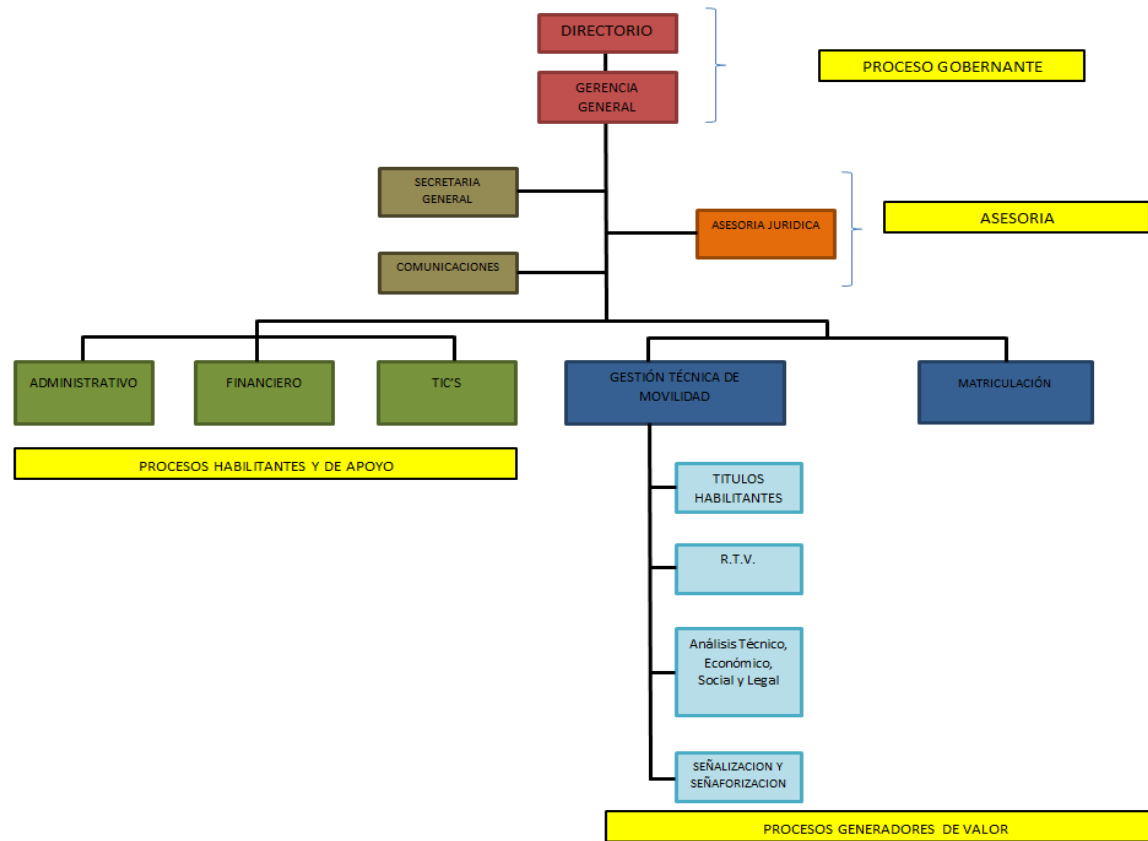 DIRECTORIO
PROCESO GOBERNANTE
GERENCIA
GENERAL
SECRETARIA
GENERAL
ASESORIA JURIDICA
ASESORIA
COMUNICACIONES
ADMINISTRATIVO
FINANCIERO
TIC'S
GESTIÓN TÉCNICA DE
MOVILIDAD
MATRICULACIÓN
PROCESOS HABILITANTES Y DE APOYO
TITULOS
HABILITANTES
R.T.V.
Análisis Técnico,
Económico,
Social y Legal
SEÑALIZACION Y
SEÑAFORIZACION
PROCESOS GENERADORES DE VALOR